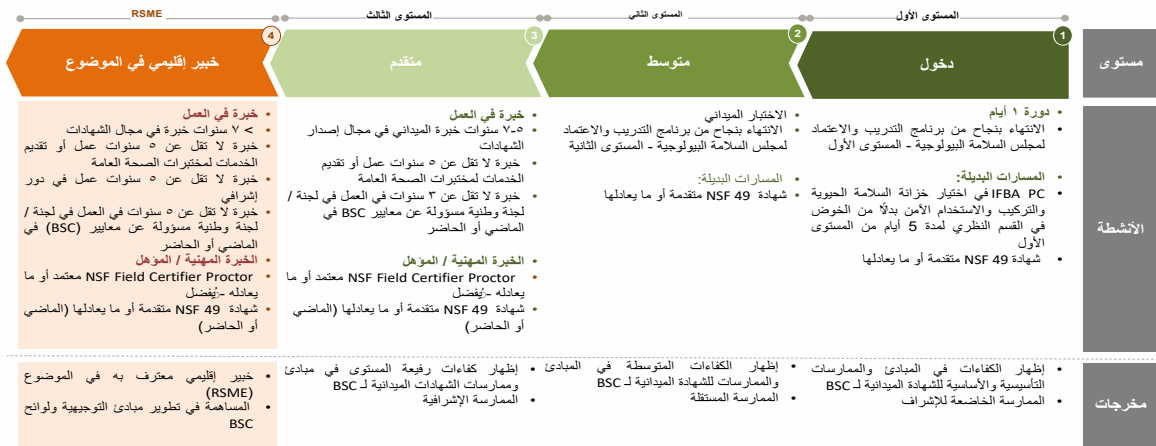 المستوى الأول
المستوى الثاني
المستوى الثالث
RSME
مستوى
1
دخول
2
متوسط
3
متقدم
4
خبير إقليمي في الموضوع
الأنشطة
• دورة ١ أيام
• الانتهاء بنجاح من برنامج التدريب والاعتماد
لمجلس السلامة البيولوجية - المستوى الأول
• المسارات البديلة:
• IFBA PC في اختيار خزانة السلامة الحيوية
والتركيب والاستخدام الآمن بدلًا من الخوض
في القسم النظري لمدة 5 أيام من المستوى
الأول
• شهادة NSF 49 متقدمة أو ما يعادلها
• الاختبار الميداني
• الانتهاء بنجاح من برنامج التدريب والاعتماد
لمجلس السلامة البيولوجية - المستوى الثانية
• المسارات البديلة:
• شهادة NSF 49 متقدمة أو ما يعادلها
• خبرة في العمل
• ٥-٧ سنوات خبرة الميداني في مجال إصدار
الشهادات
• خبرة لا تقل عن ٥ سنوات عمل أو تقديم
الخدمات لمختبرات الصحة العامة
• خبرة لا تقل عن ٣ سنوات في العمل في لجنة /
لجنة وطنية مسؤولة عن معايير BSC في
الماضي أو الحاضر
• الخبرة المهنية / المؤهل
• NSF Field Certifier Proctor معتمد أو ما
يعادله -يُفضل
• شهادة NSF 49 متقدمة أو ما يعادلها (الماضي
أو الحاضر)
• خبرة في العمل
• > ٧ سنوات خبرة في مجال الشهادات
• خبرة لا تقل عن ٥ سنوات عمل أو تقديم
الخدمات لمختبرات الصحة العامة
• خبرة لا تقل عن ٥ سنوات عمل في دور
إشرافي
• خبرة لا تقل عن ٥ سنوات في العمل في لجنة /
لجنة وطنية مسؤولة عن معايير (BSC) في
الماضي أو الحاضر
• الخبرة المهنية / المؤهل
• NSF Field Certifier Proctor معتمد أو ما
يعادله -يُفضل
• شهادة NSF 49 متقدمة أو ما يعادلها (الماضي
أو الحاضر)
مخرجات
• إظهار الكفاءات في المبادئ والممارسات
التأسيسية والأساسية للشهادة الميدانية لـ BSC
• الممارسة الخاضعة للإشراف
• إظهار الكفاءات المتوسطة في المبادئ
والممارسات للشهادة الميدانية لـ BSC
• الممارسة المستقلة
• إظهار كفاءات رفيعة المستوى في مبادئ
وممارسات الشهادات الميدانية لـ BSC
• الممارسة الإشرافية
• خبير إقليمي معترف به في الموضوع
(RSME)
• المساهمة في تطوير مبادئ التوجيهية ولوائح
BSC